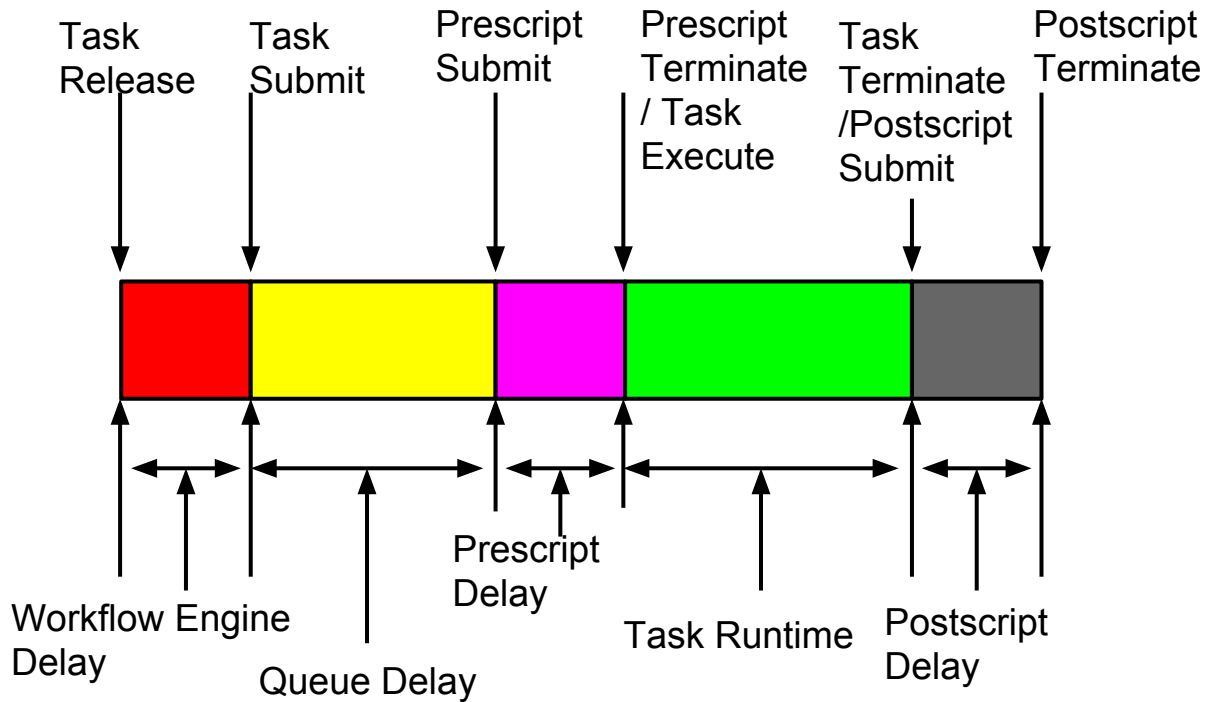 Task
Release
Task
Submit
Prescript
Submit
Prescript
Terminate
/ Task
Execute
Task
Terminate
/Postscript
Submit
Postscript
Terminate
Workflow Engine
Delay
Queue Delay
Prescript
Delay
Task Runtime
Postscript
Delay